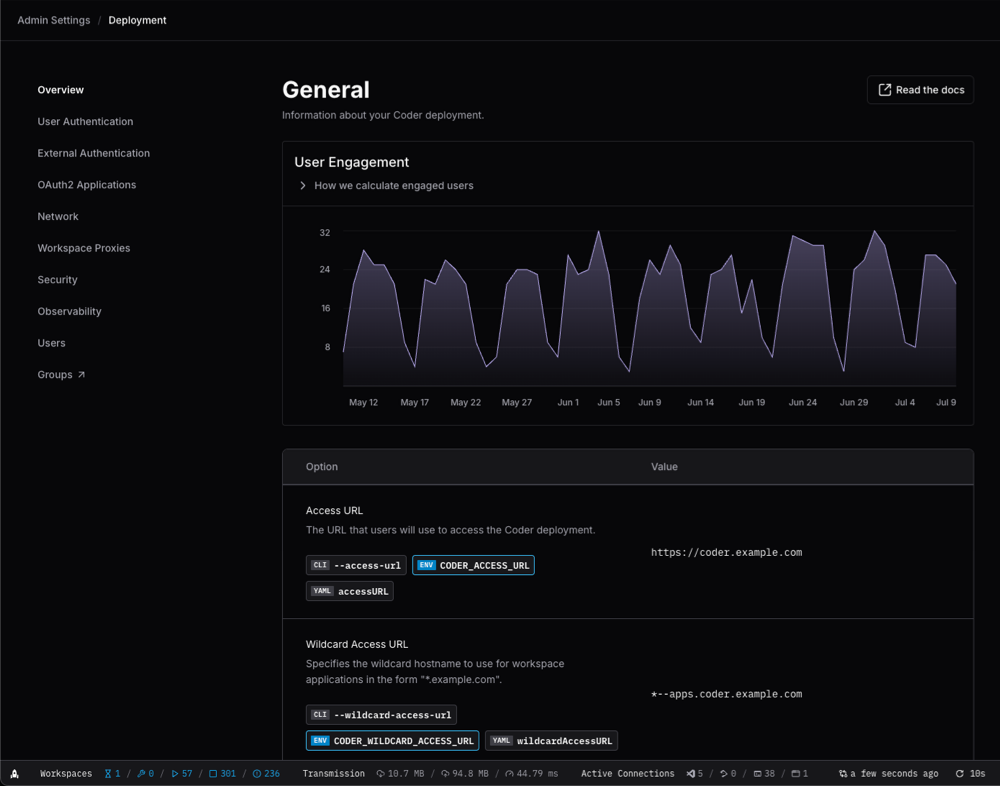 Admin Settings / Deployment
Overview
User Authentication
External Authentication
OAuth2 Applications
Network
Workspace Proxies
Security
Observability
Users
Groups
General
Read the docs
Information about your Coder deployment.
User Engagement
How we calculate engaged users
32
24
16
8
May 12 May 17 May 22 May 27 Jun 1 Jun 5 Jun 9 Jun 14 Jun 19 Jun 24 Jun 29 Jul 4 Jul 9
Option Value
Access URL
The URL that users will use to access the Coder deployment.
https://coder.example.com
CLI --access-url ENV CODER_ACCESS_URL
YAML accessURL
Wildcard Access URL
Specifies the wildcard hostname to use for workspace
applications in the form "*.example.com".
*--apps.coder.example.com
CLI --wildcard-access-url
ENV CODER_WILDCARD_ACCESS_URL YAML wildcardAccessURL
Workspaces 1 / 0 / 57 / 301 / 236 Transmission 10.7 MB / 94.8 MB / 44.79 ms Active Connections 5 / 0 / 38 / 1 a few seconds ago 10s